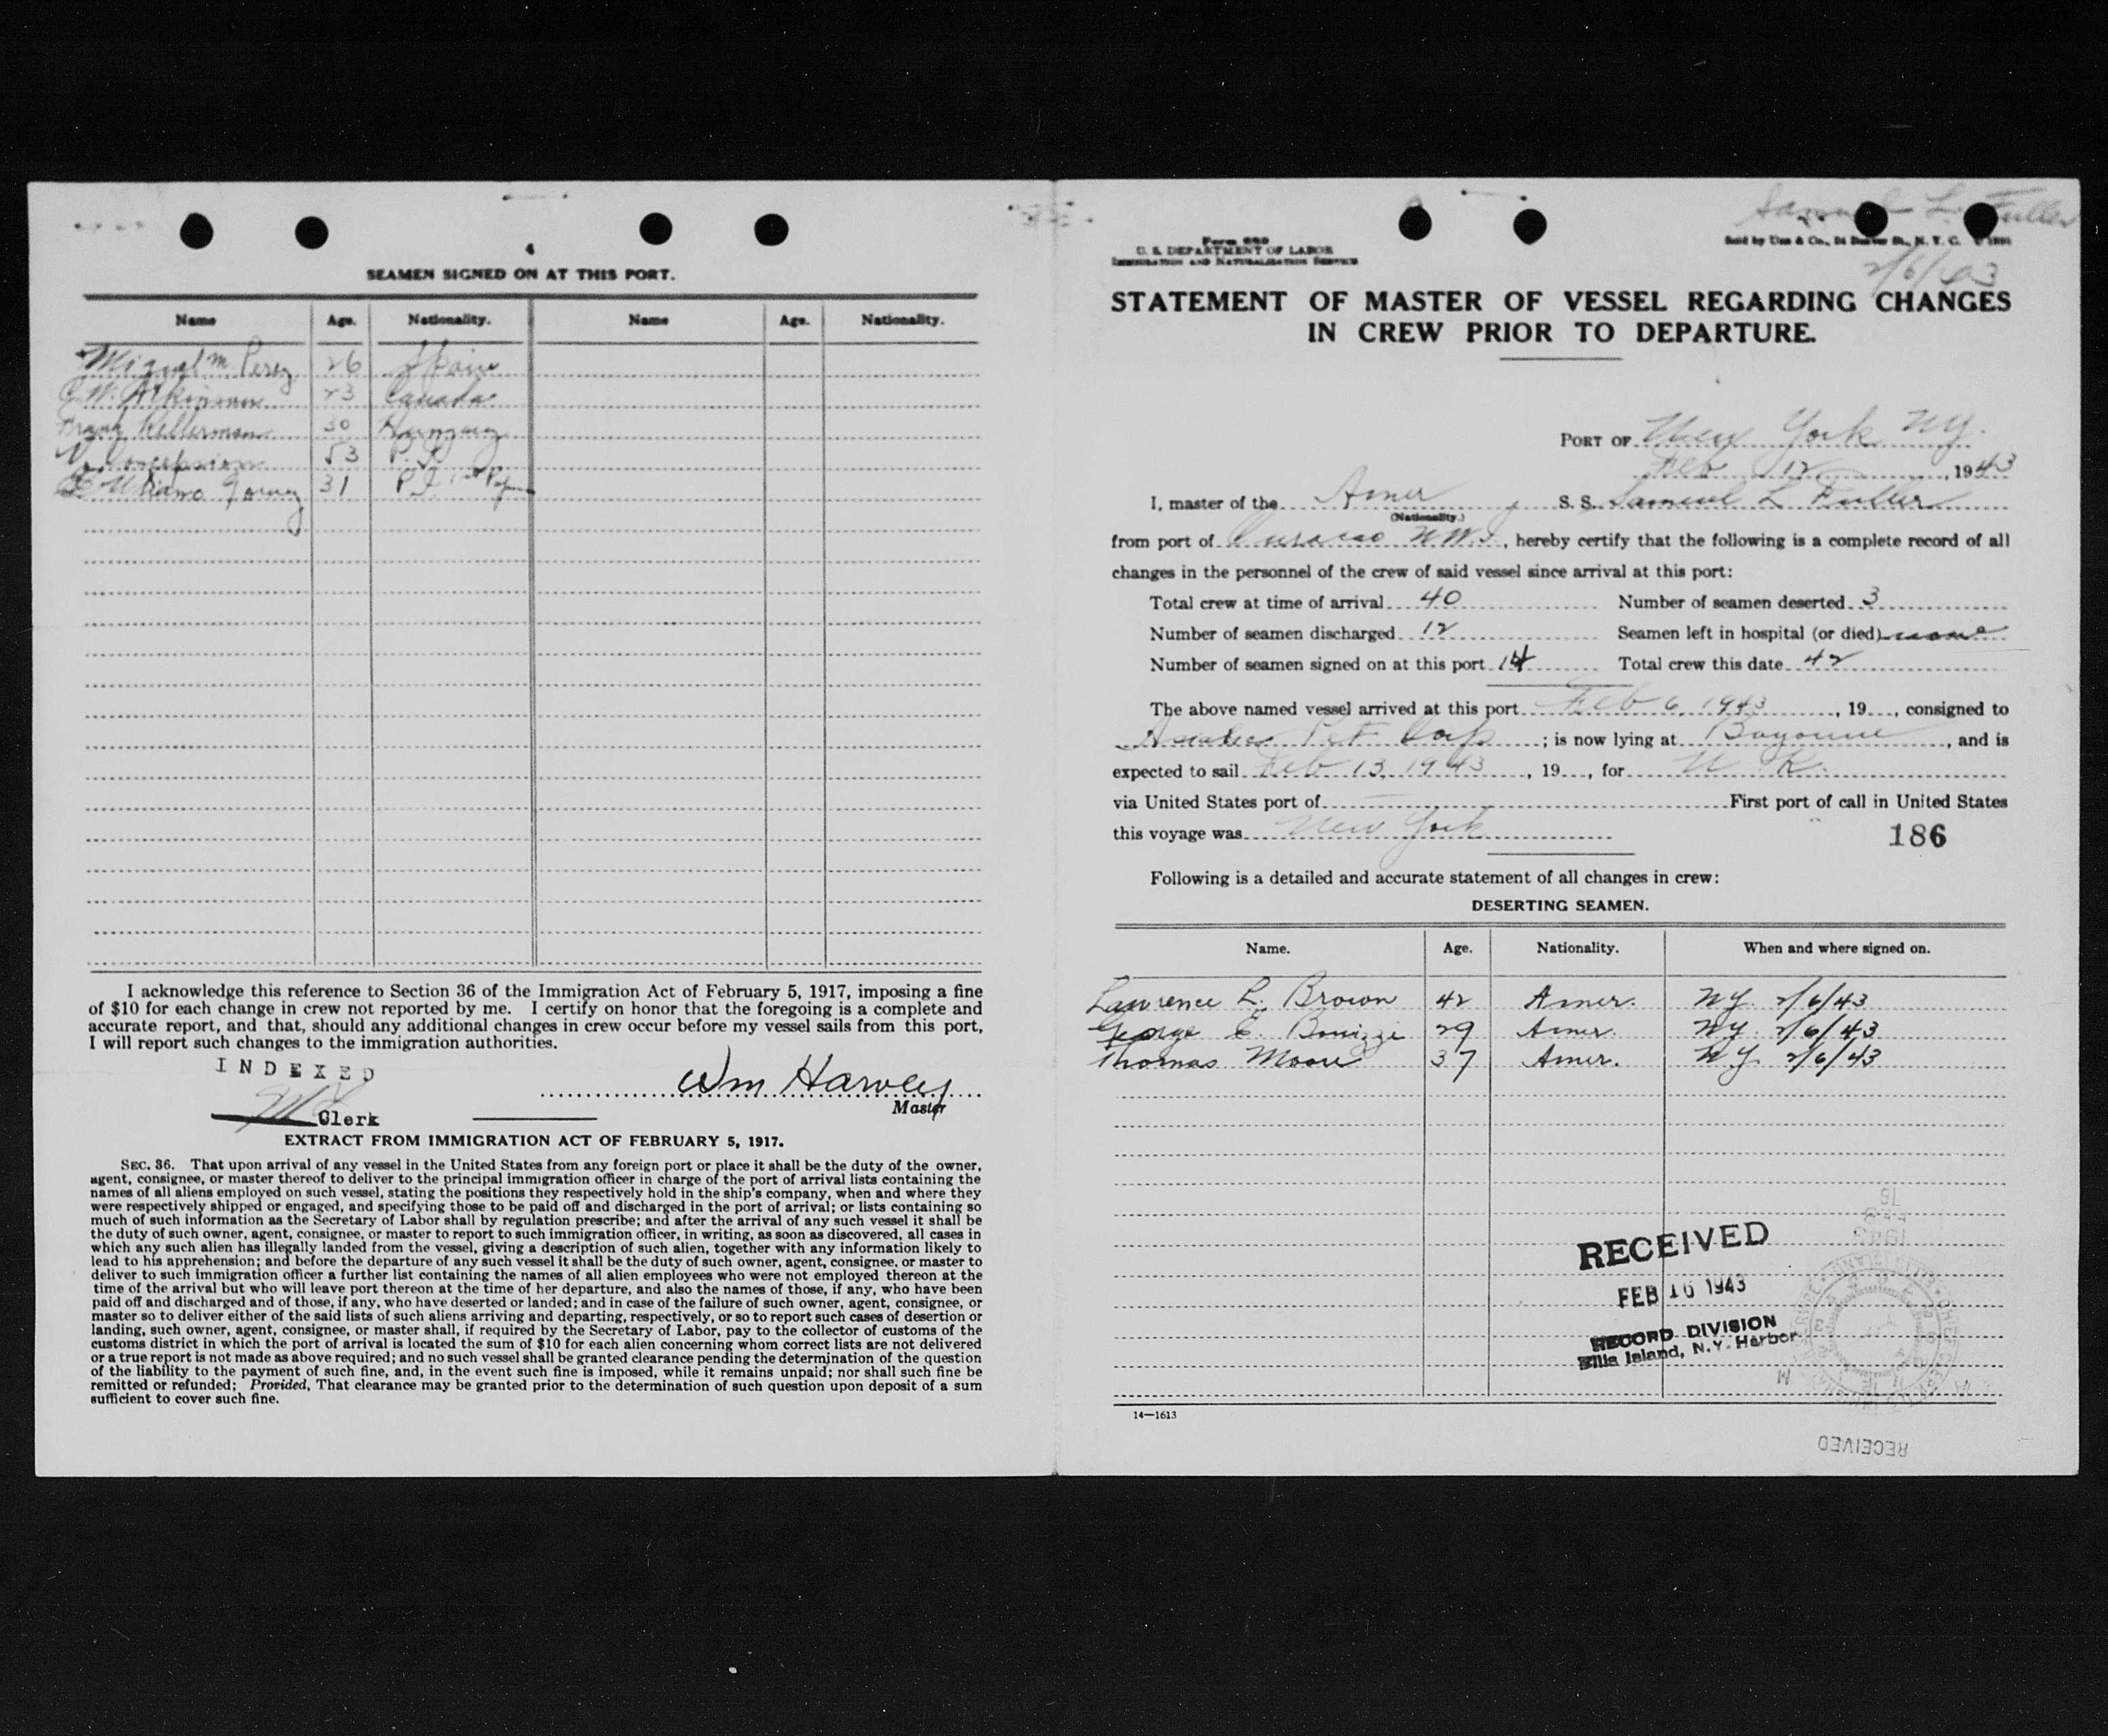 4
SEAMEN SIGNED ON AT THIS PORT.
Name Age. Nationality. Name Age. Nationality.
Miguel M. Perez 26 Spain
W. Atkinson 23 Canada
Frank Kellerman 30 Hungary
Concepcion 53 P.I.
31 P.I.
I acknowledge this reference to Section 36 of the Immigration Act of February 5, 1917, imposing a fine
of $10 for each change in crew not reported by me. I certify on honor that the foregoing is a complete and
accurate report, and that, should any additional changes in crew occur before my vessel sails from this port,
I will report such changes to the immigration authorities.
INDEXED
Wm Harvey
Clerk
Master
EXTRACT FROM IMMIGRATION ACT OF FEBRUARY 5, 1917.
SEC. 36. That upon arrival of any vessel in the United States from any foreign port or place it shall be the duty of the owner,
agent, consignee, or master thereof to deliver to the principal immigration officer in charge of the port of arrival lists containing the
names of all aliens employed on such vessel, stating the positions they respectively hold in the ship's company, when and where they
were respectively shipped or engaged, and specifying those to be paid off and discharged in the port of arrival; or lists containing so
much of such information as the Secretary of Labor shall by regulation prescribe; and after the arrival of any such vessel it shall be
the duty of such owner, agent, consignee, or master to report to such immigration officer, in writing, as soon as discovered, all cases in
which any such alien has illegally landed from the vessel, giving a description of such alien, together with any information likely to
lead to his apprehension; and before the departure of any such vessel it shall be the duty of such owner, agent, consignee, or master to
deliver to such immigration officer a further list containing the names of all alien employees who were not employed thereon at the
time of the arrival but who will leave port thereon at the time of her departure, and also the names of those, if any, who have been
paid off and discharged and of those, if any, who have deserted or landed; and in case of the failure of such owner, agent, consignee, or
master so to deliver either of the said lists of such aliens arriving and departing, respectively, or so to report such cases of desertion or
landing, such owner, agent, consignee, or master shall, if required by the Secretary of Labor, pay to the collector of customs of the
customs district in which the port of arrival is located the sum of $10 for each alien concerning whom correct lists are not delivered
or a true report is not made as above required; and no such vessel shall be granted clearance pending the determination of the question
of the liability to the payment of such fine, and, in the event such fine is imposed, while it remains unpaid; nor shall such fine be
remitted or refunded; Provided, That clearance may be granted prior to the determination of such question upon deposit of a sum
sufficient to cover such fine.
Samuel L. Fuller
Form 689
U. S. DEPARTMENT OF LABOR
IMMIGRATION AND NATURALIZATION SERVICE
2/6/43
STATEMENT OF MASTER OF VESSEL REGARDING CHANGES
IN CREW PRIOR TO DEPARTURE.
PORT OF New York NY.
Feb 12, 1943
I, master of the Amer S. S. Samuel L Fuller
(Nationality.)
from port of Curacao N.W.I., hereby certify that the following is a complete record of all
changes in the personnel of the crew of said vessel since arrival at this port:
Total crew at time of arrival 40 Number of seamen deserted 3
Number of seamen discharged 12 Seamen left in hospital (or died) none
Number of seamen signed on at this port 14 Total crew this date 42
The above named vessel arrived at this port Feb 6, 1943, 19, consigned to
Pet Corp; is now lying at Bayonne, and is
expected to sail Feb 13, 1943, 19, for U.K.
via United States port of First port of call in United States
this voyage was New York
186
Following is a detailed and accurate statement of all changes in crew:
DESERTING SEAMEN.
Name. Age. Nationality. When and where signed on.
Lawrence L. Brown 42 Amer. NY. 2/6/43
George E. Bonizzi 29 Amer. NY. 2/6/43
Thomas Moore 37 Amer. NY 2/6/43
RECEIVED
FEB 16 1943
RECORD DIVISION
Ellis Island, N.Y. Harbor
14—1613
RECEIVED